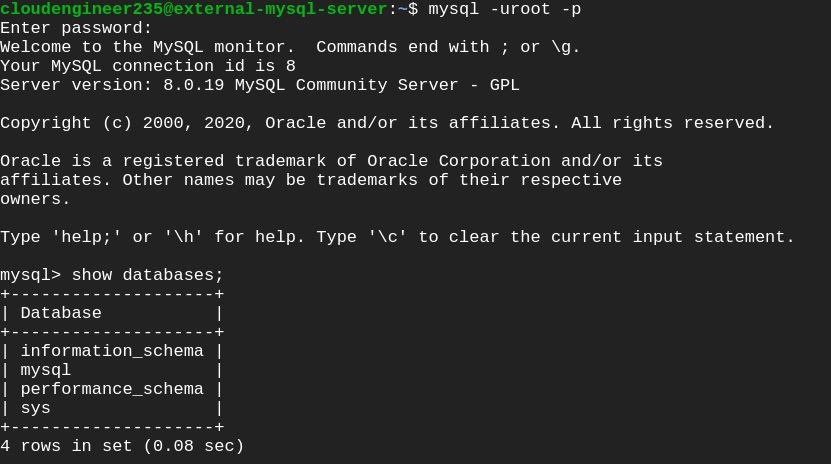 cloudengineer235@external-mysql-server:~$ mysql -uroot -p
Enter password:
Welcome to the MySQL monitor.  Commands end with ; or \g.
Your MySQL connection id is 8
Server version: 8.0.19 MySQL Community Server - GPL

Copyright (c) 2000, 2020, Oracle and/or its affiliates. All rights reserved.

Oracle is a registered trademark of Oracle Corporation and/or its
affiliates. Other names may be trademarks of their respective
owners.

Type 'help;' or '\h' for help. Type '\c' to clear the current input statement.

mysql> show databases;
+--------------------+
| Database           |
+--------------------+
| information_schema |
| mysql              |
| performance_schema |
| sys                |
+--------------------+
4 rows in set (0.08 sec)